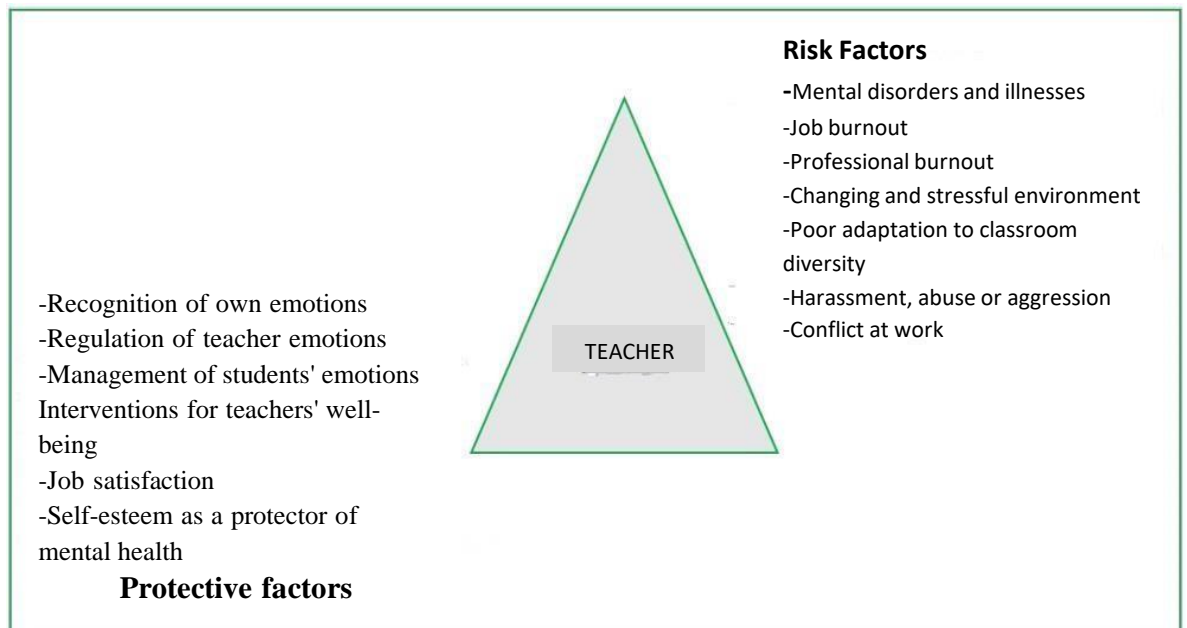 Risk Factors
-Mental disorders and illnesses
-Job burnout
-Professional burnout
-Changing and stressful environment
-Poor adaptation to classroom
diversity
-Harassment, abuse or aggression
-Conflict at work
TEACHER
-Recognition of own emotions
-Regulation of teacher emotions
-Management of students' emotions
Interventions for teachers' well-
being
-Job satisfaction
-Self-esteem as a protector of
mental health
Protective factors